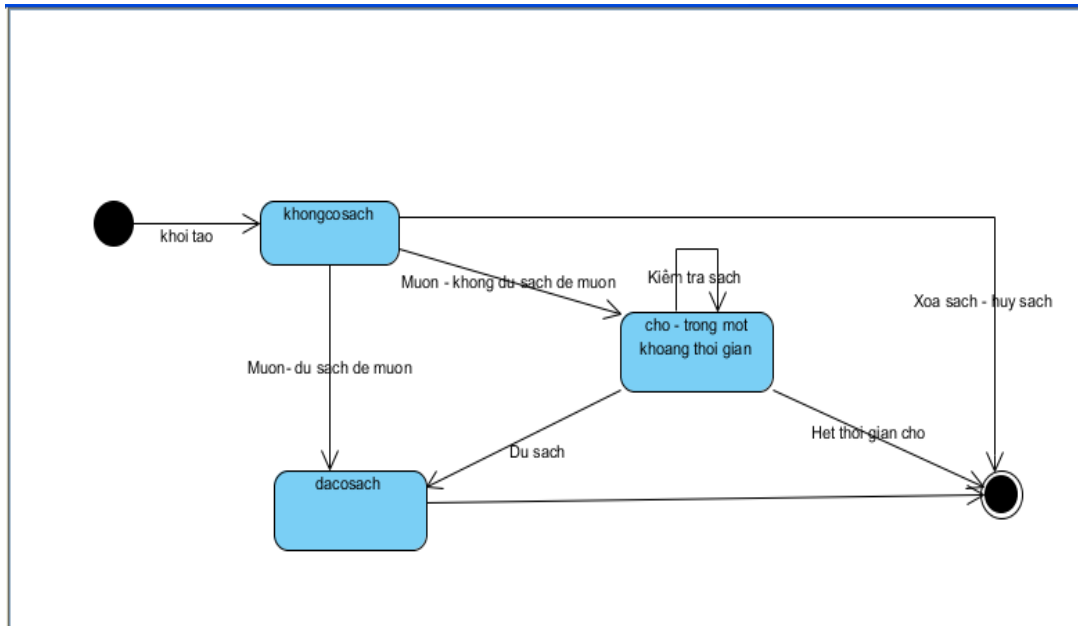 khongcosach
khoi tao
Muon - khong du sach de muon
Kiêm tra sach
Xoa sach - huy sach
cho - trong mot
khoang thoi gian
Muon- du sach de muon
Het thoi gian cho
Du sach
dacosach